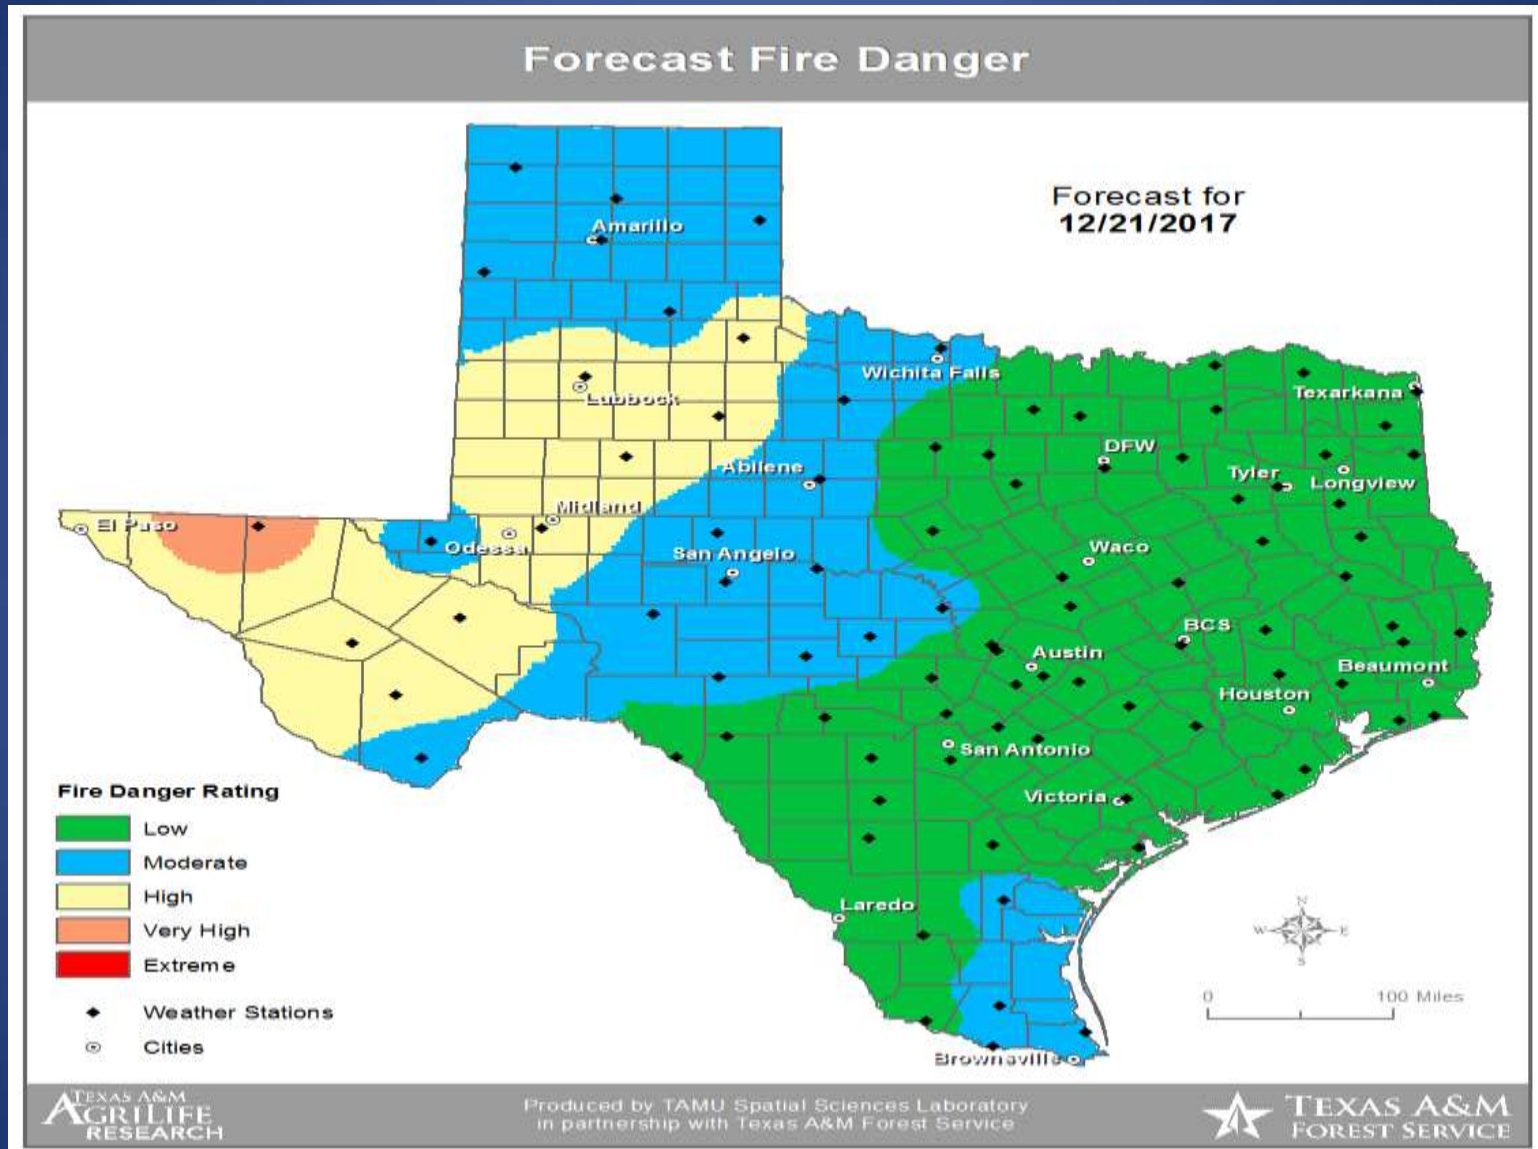 Forecast Fire Danger
Forecast for
12/21/2017
Amarillo
Wichita Falls
Lubbock
Texarkana
DFW
Abilene
Tyler
Longview
Midland
El Paso
Odessa
San Angelo
Waco
BCS
Austin
Beaumont
Houston
San Antonio
Victoria
Laredo
Brownsville
Fire Danger Rating
Low
Moderate
High
Very High
Extreme
Weather Stations
Cities
N
W E
S
0 100 Miles
TEXAS A&M
AGRILIFE
RESEARCH
Produced by TAMU Spatial Sciences Laboratory
in partnership with Texas A&M Forest Service
TEXAS A&M
FOREST SERVICE